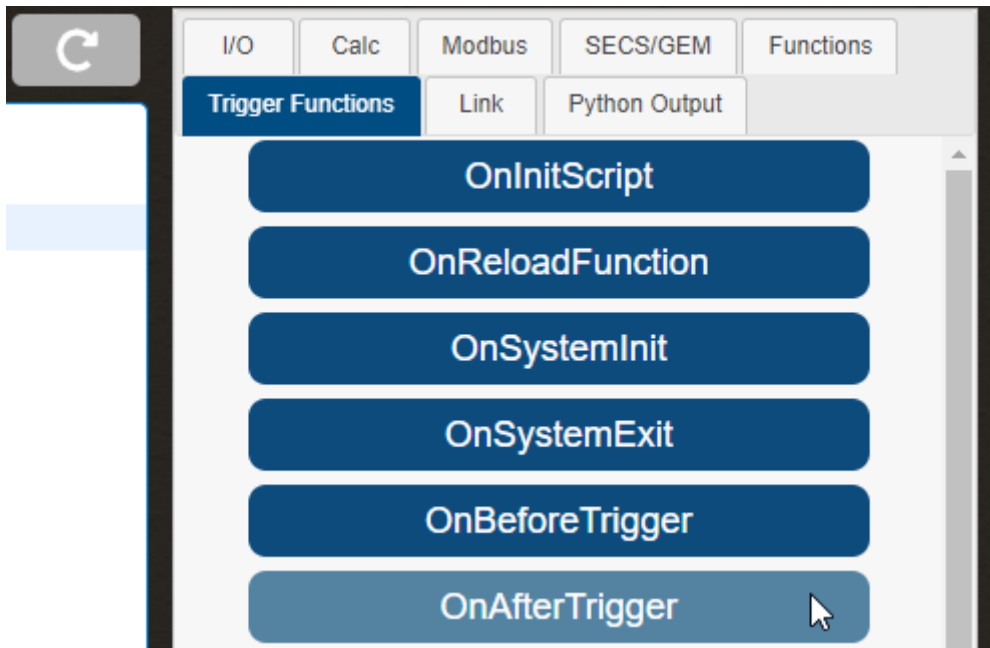 I/O Calc Modbus SECS/GEM Functions
Trigger Functions Link Python Output
OnInitScript
OnReloadFunction
OnSystemInit
OnSystemExit
OnBeforeTrigger
OnAfterTrigger